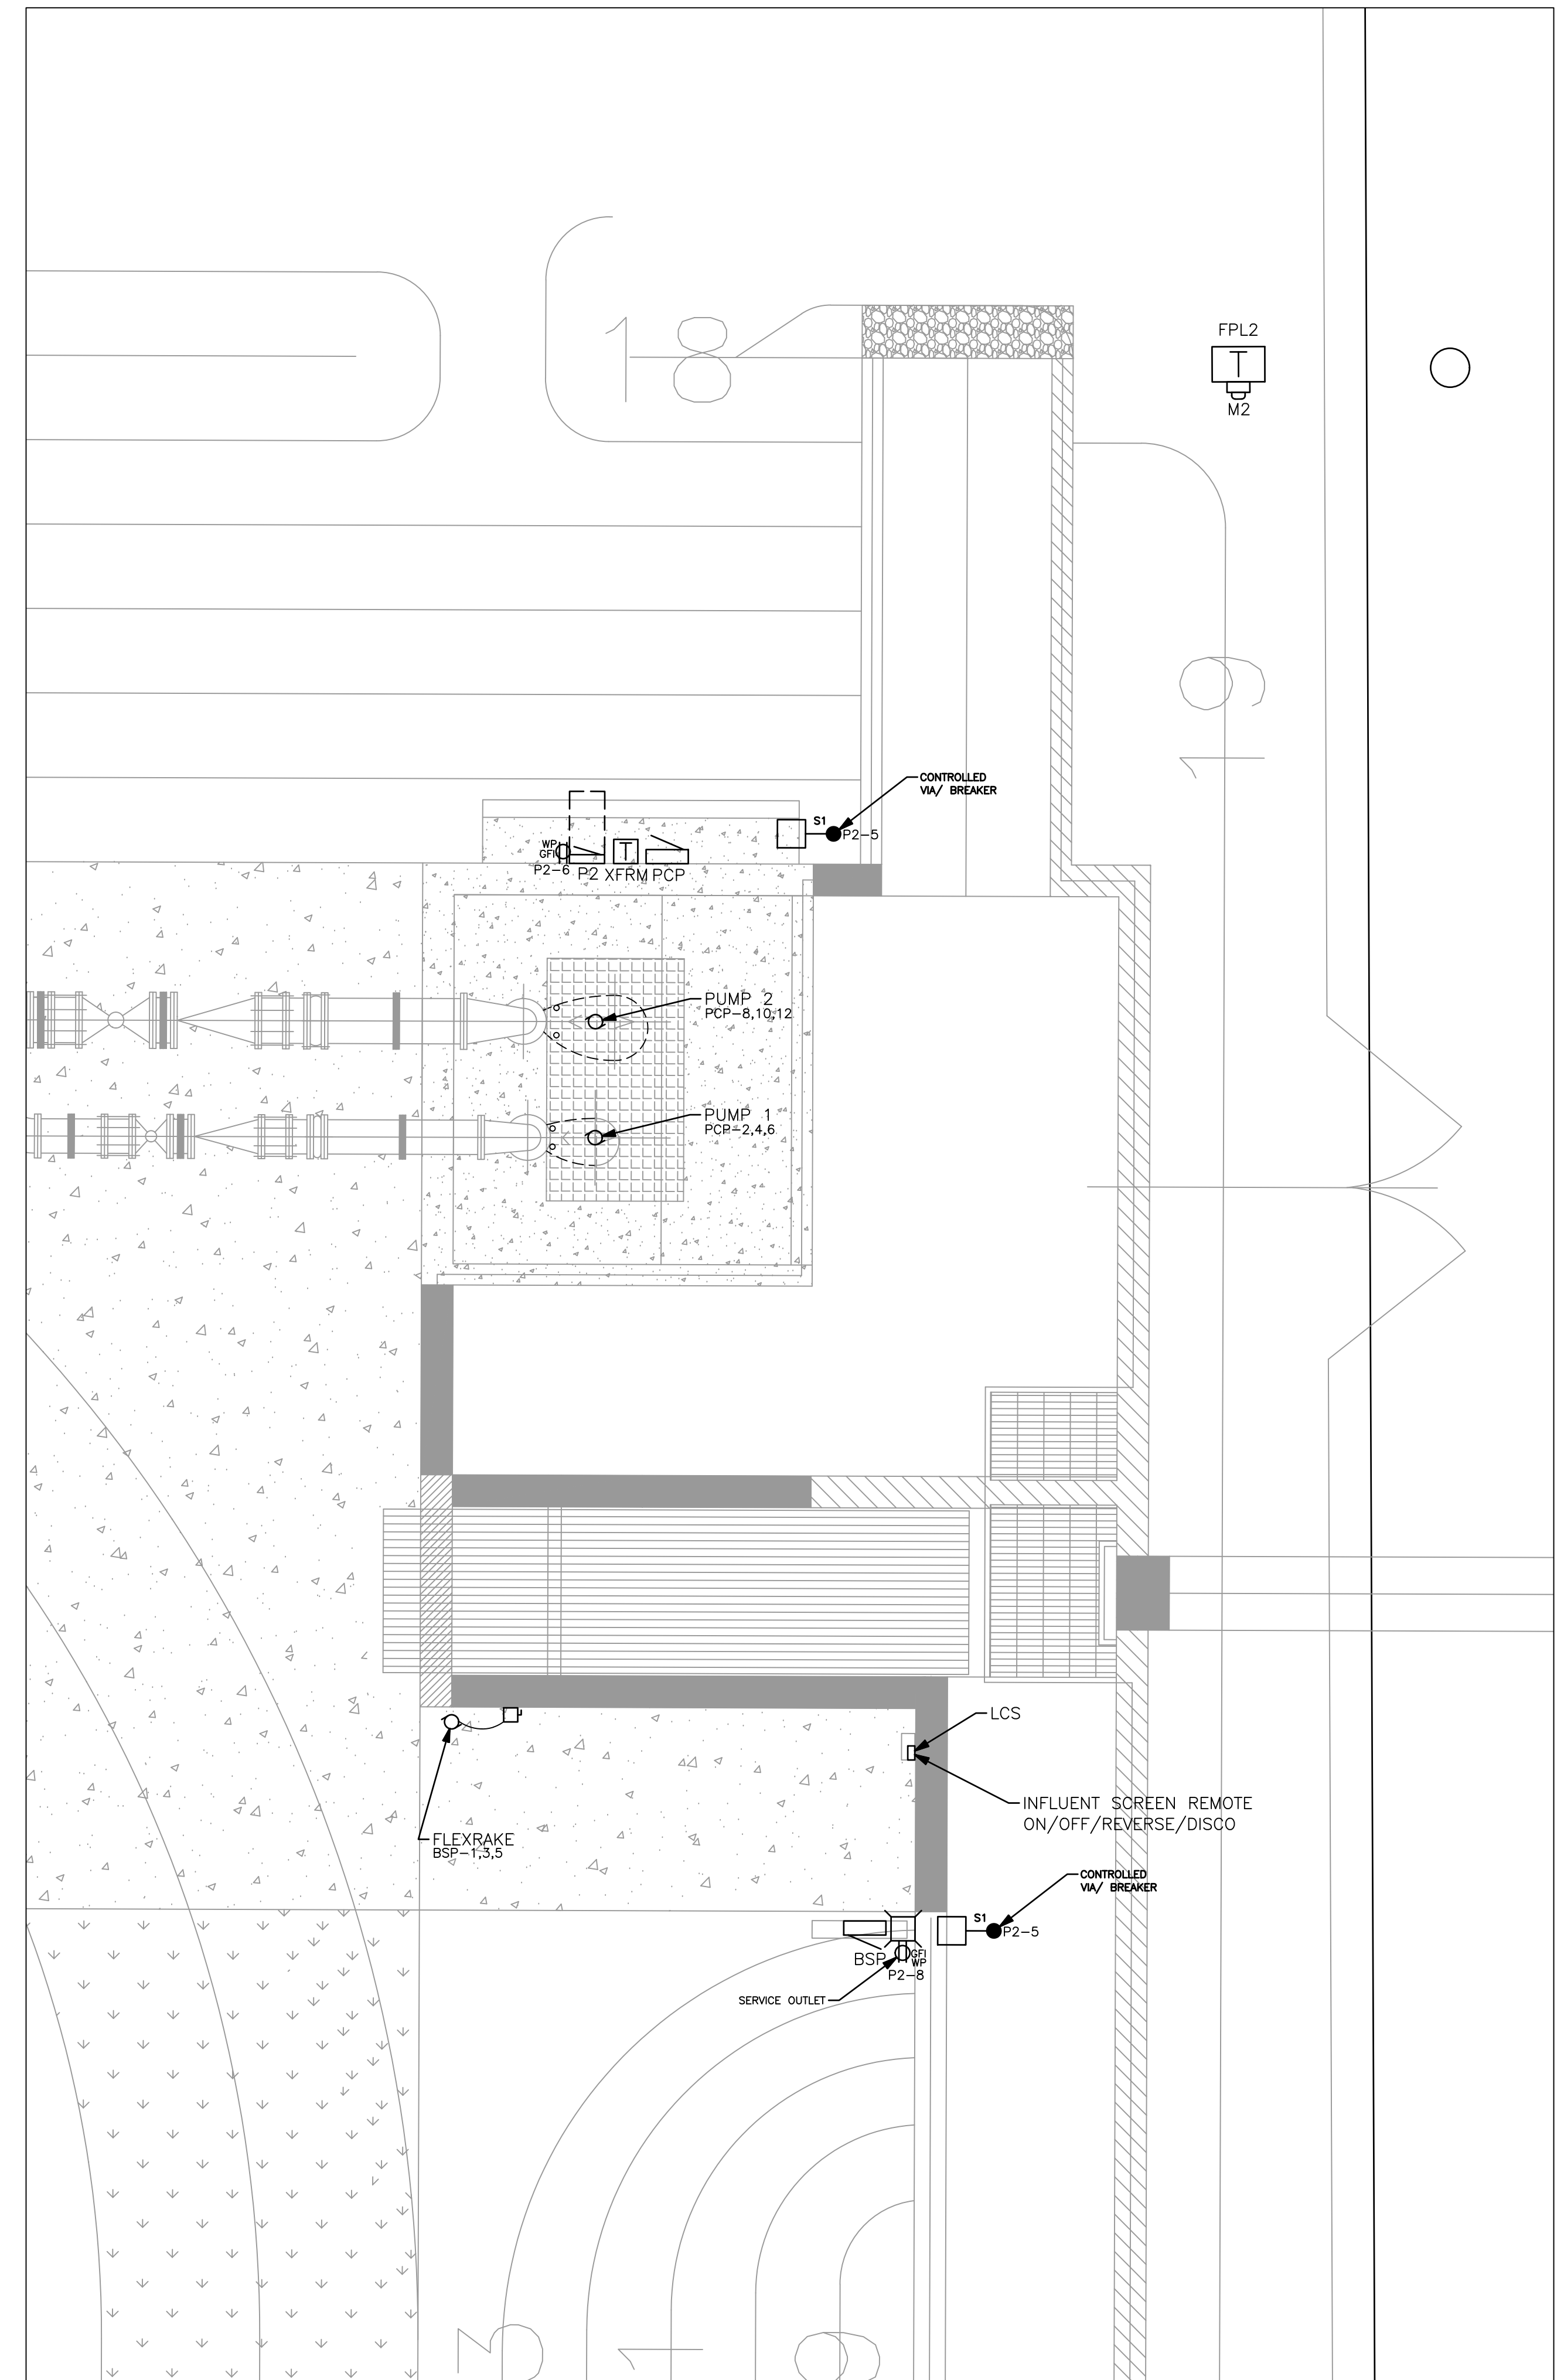 18
FPL2
T
M2
19
CONTROLLED
VIA/ BREAKER
S1
P2-5
WP
GFI
T
P2-6
P2
XFRM
PCP
PUMP 2
PCP-8,10,12
PUMP 1
PCP-2,4,6
LCS
INFLUENT SCREEN REMOTE
ON/OFF/REVERSE/DISCO
FLEXRAKE
BSP-1,3,5
CONTROLLED
VIA/ BREAKER
S1
P2-5
BSP
GFI
WP
P2-8
SERVICE OUTLET